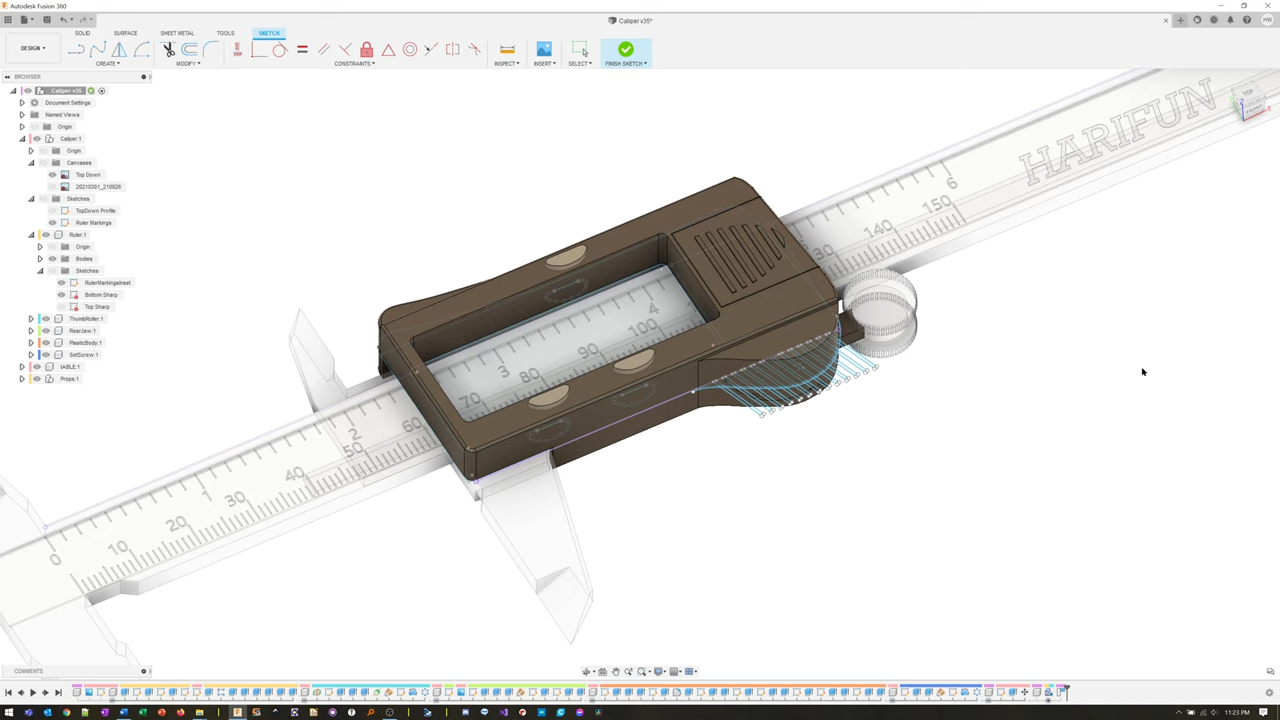 Autodesk Fusion 360
Caliper v35*
HW
DESIGN
SOLID
SURFACE
SHEET METAL
TOOLS
SKETCH
CREATE
MODIFY
CONSTRAINTS
INSPECT
INSERT
SELECT
FINISH SKETCH
BROWSER
Caliper v35
Document Settings
Named Views
Origin
Caliper:1
Origin
Canvases
Top Down
20210301_210826
Sketches
TopDown Profile
Ruler Markings
Ruler:1
Origin
Bodies
Sketches
RulerMarkingsInset
Bottom Sharp
Top Sharp
ThumbRoller:1
RearJaw:1
PlasticBody:1
SetScrew:1
tABLE:1
Props:1
HARIFUN
TOP
6
150
140
130
4
100
90
3
80
70
60
2
50
40
1
30
20
10
0
COMMENTS
11:23 PM